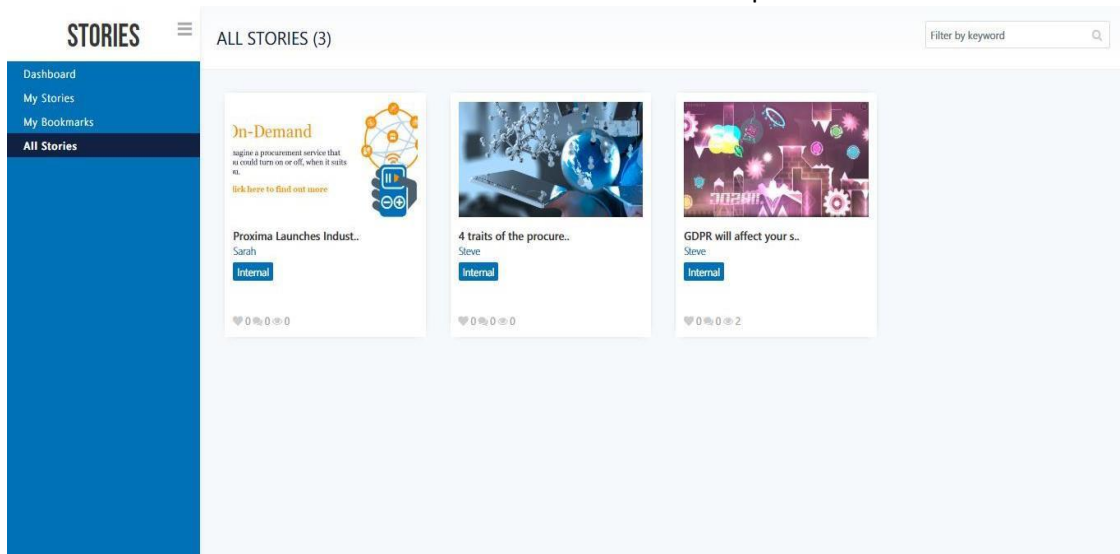 STORIES
ALL STORIES (3)
Filter by keyword
Dashboard
My Stories
My Bookmarks
All Stories
On-Demand
magine a procurement service that
u could turn on or off, when it suits
lick here to find out more
Proxima Launches Indust..
Sarah
Internal
0 0 0
4 traits of the procure..
Steve
Internal
0 0 0
GDPR will affect your s..
Steve
Internal
0 0 2